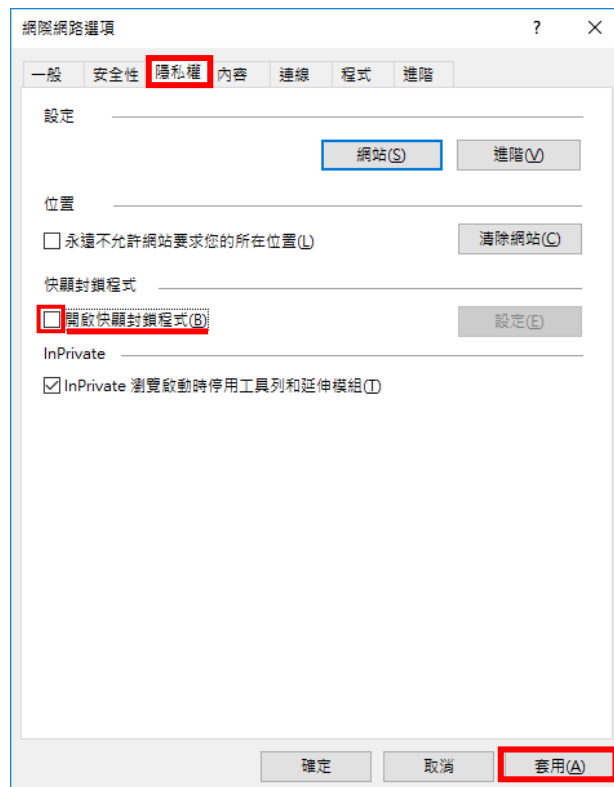 網際網路選項 ?
一般 安全性 隱私權 內容 連線 程式 進階
設定
網站(S) 進階(V)
位置
永遠不允許網站要求您的所在位置(L) 清除網站(C)
快顯封鎖程式
開啟快顯封鎖程式(B) 設定(E)
InPrivate
InPrivate 瀏覽啟動時停用工具列和延伸模組(T)
確定 取消 套用(A)